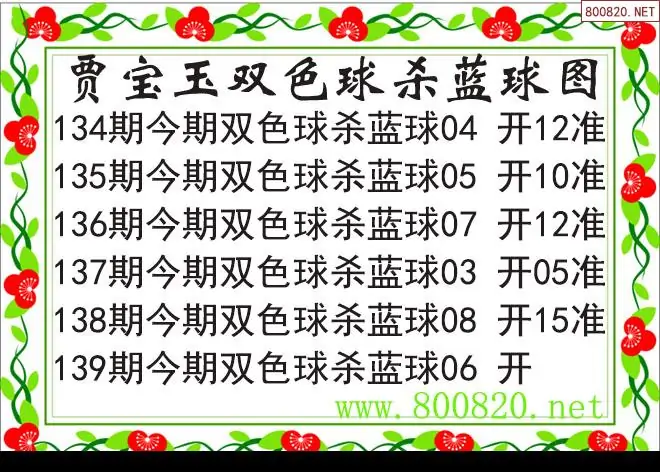 800820.NET
贾宝玉双色球杀蓝球图
134期今期双色球杀蓝球04 开12准
135期今期双色球杀蓝球05 开10准
136期今期双色球杀蓝球07 开12准
137期今期双色球杀蓝球03 开05准
138期今期双色球杀蓝球08 开15准
139期今期双色球杀蓝球06 开
www.800820.net